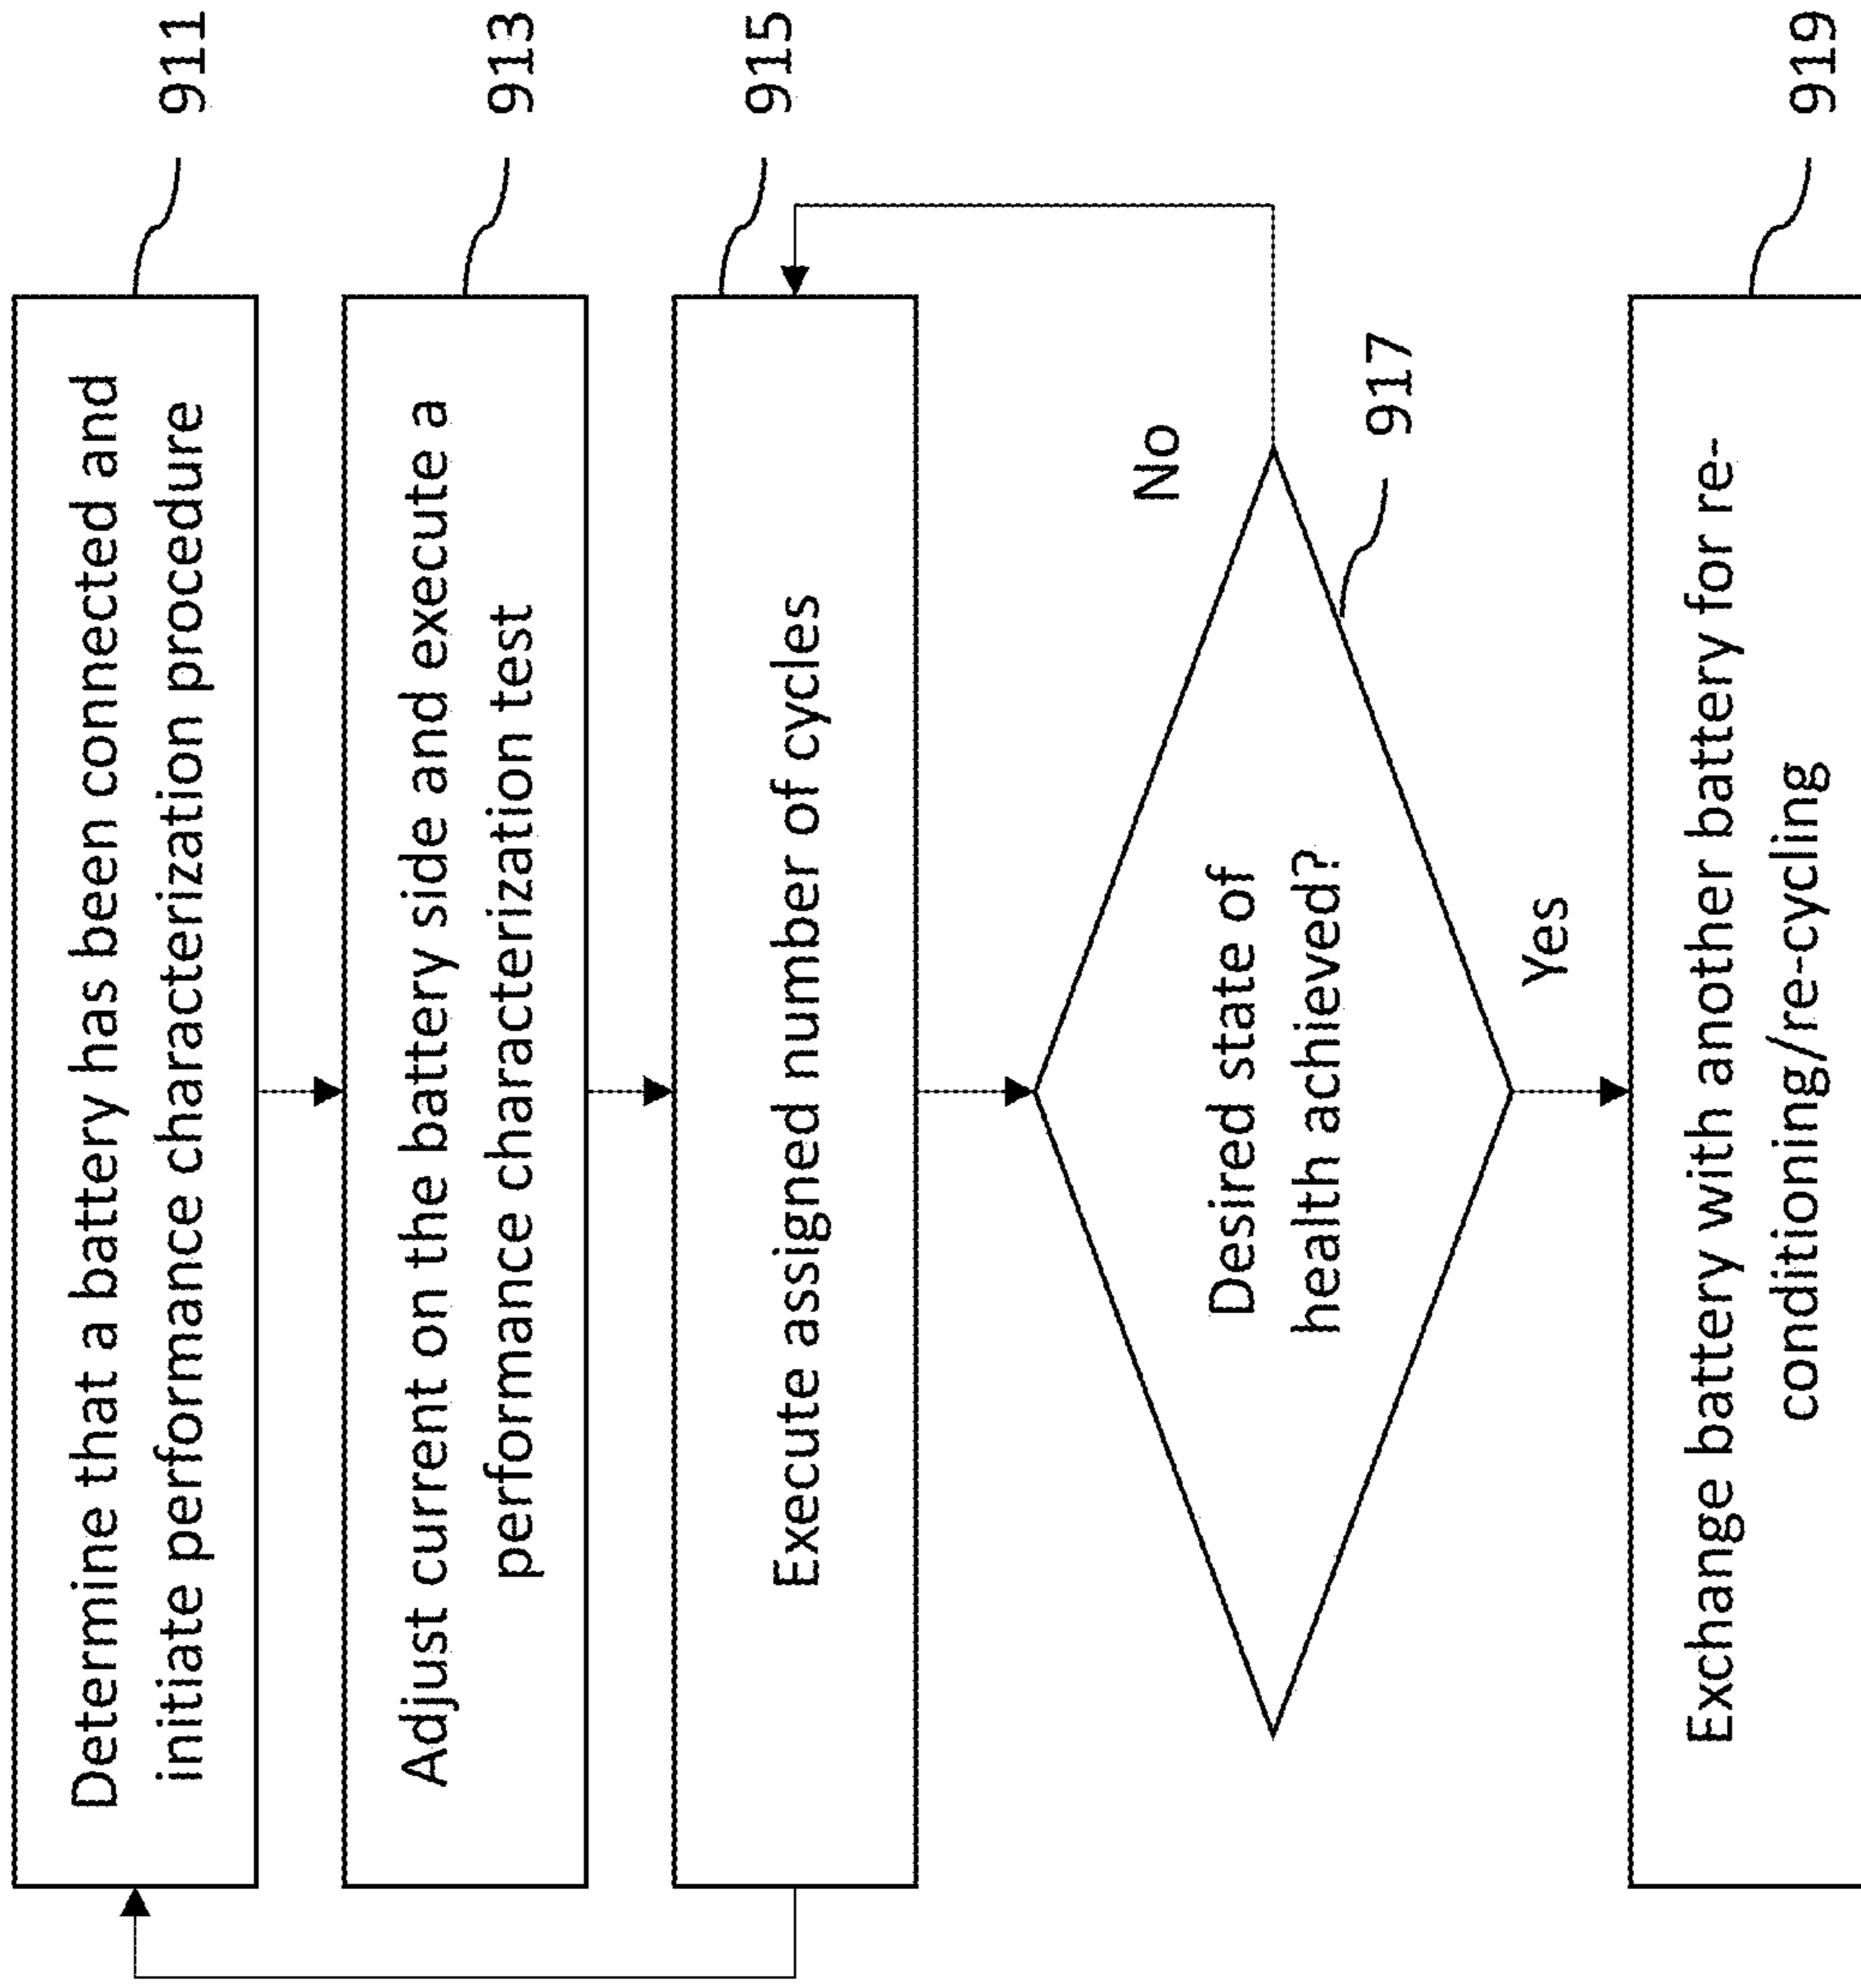 Determine that a battery has been connected and
initiate performance characterization procedure
911
Adjust current on the battery side and execute a
performance characterization test
913
Execute assigned number of cycles
915
No
Desired state of
health achieved?
917
Yes
Exchange battery with another battery for re-
conditioning/re-cycling
919